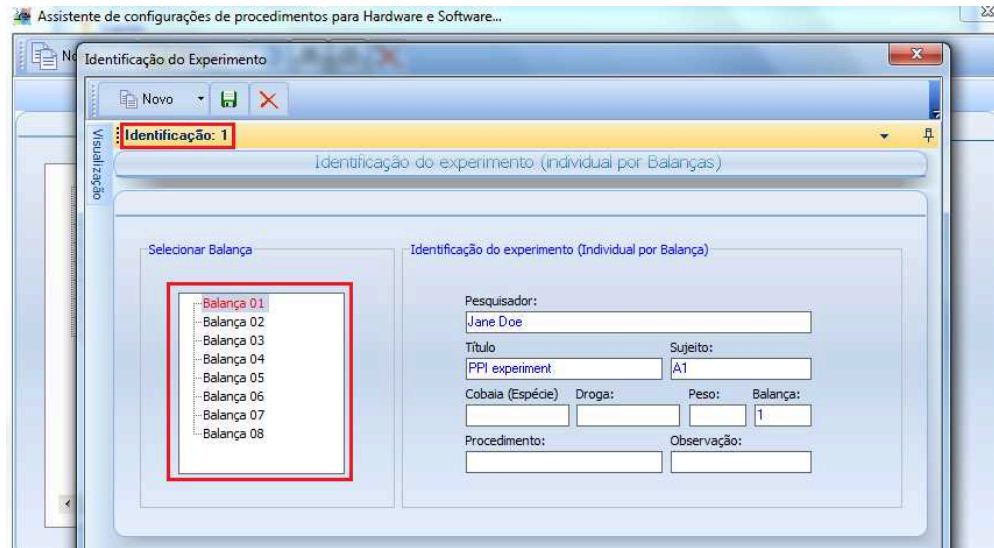 Assistente de configurações de procedimentos para Hardware e Software...
No
Identificação do Experimento
Novo
Visualização
Identificação: 1
Identificação do experimento (individual por Balanças)
Selecionar Balança
Balança 01
Balança 02
Balança 03
Balança 04
Balança 05
Balança 06
Balança 07
Balança 08
Identificação do experimento (Individual por Balança)
Pesquisador:
Jane Doe
Título Sujeito:
PPI experiment A1
Cobaia (Espécie) Droga: Peso: Balança:
1
Procedimento: Observação: